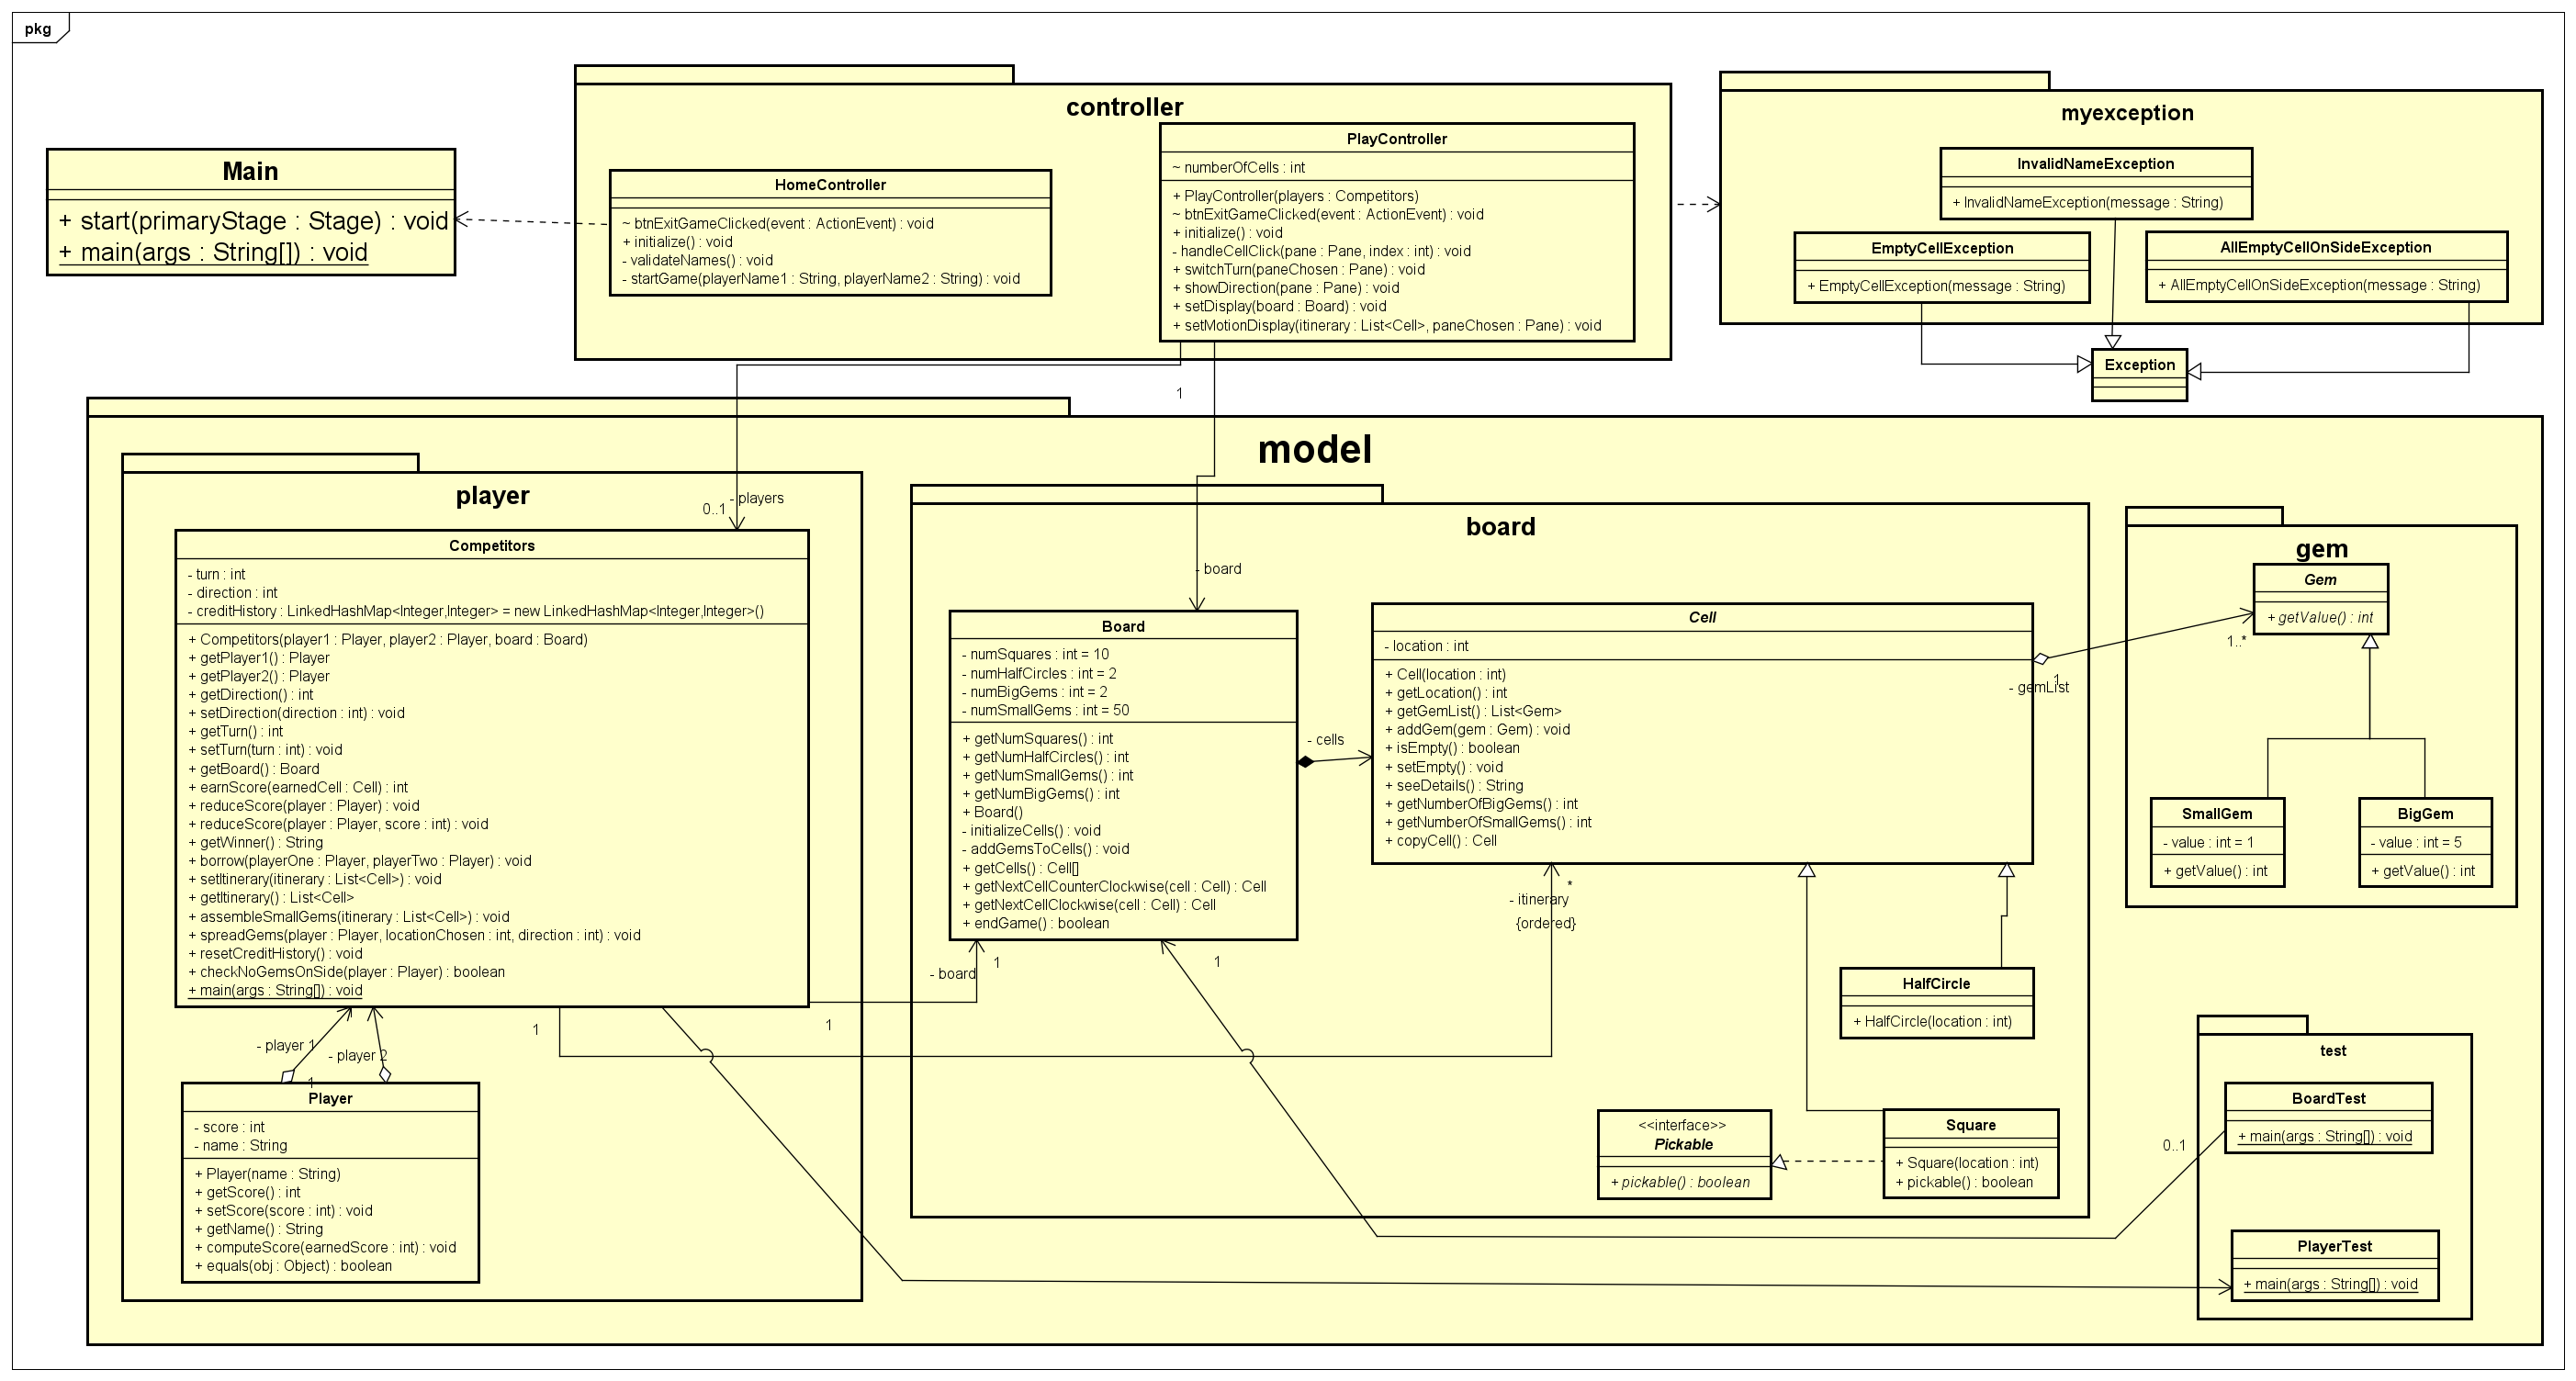 pkg
controller
PlayController
~ numberOfCells : int
+ PlayController(players : Competitors)
~ btnExitGameClicked(event : ActionEvent) : void
+ initialize() : void
- handleCellClick(pane : Pane, index : int) : void
+ switchTurn(paneChosen : Pane) : void
+ showDirection(pane : Pane) : void
+ setDisplay(board : Board) : void
+ setMotionDisplay(itinerary : List<Cell>, paneChosen : Pane) : void
HomeController
~ btnExitGameClicked(event : ActionEvent) : void
+ initialize() : void
- validateNames() : void
- startGame(playerName1 : String, playerName2 : String) : void
Main
+ start(primaryStage : Stage) : void
+ main(args : String[]) : void
myexception
InvalidNameException
+ InvalidNameException(message : String)
EmptyCellException
+ EmptyCellException(message : String)
AllEmptyCellOnSideException
+ AllEmptyCellOnSideException(message : String)
Exception
1
model
player
- players
0..1
Competitors
- turn : int
- direction : int
- creditHistory : LinkedHashMap<Integer,Integer> = new LinkedHashMap<Integer,Integer>()
+ Competitors(player1 : Player, player2 : Player, board : Board)
+ getPlayer1() : Player
+ getPlayer2() : Player
+ getDirection() : int
+ setDirection(direction : int) : void
+ getTurn() : int
+ setTurn(turn : int) : void
+ getBoard() : Board
+ earnScore(earnedCell : Cell) : int
+ reduceScore(player : Player) : void
+ reduceScore(player : Player, score : int) : void
+ getWinner() : String
+ borrow(playerOne : Player, playerTwo : Player) : void
+ setItinerary(itinerary : List<Cell>) : void
+ getItinerary() : List<Cell>
+ assembleSmallGems(itinerary : List<Cell>) : void
+ spreadGems(player : Player, locationChosen : int, direction : int) : void
+ resetCreditHistory() : void
+ checkNoGemsOnSide(player : Player) : boolean
+ main(args : String[]) : void
- player 1
- player 2
1
1
1
Player
- score : int
- name : String
+ Player(name : String)
+ getScore() : int
+ setScore(score : int) : void
+ getName() : String
+ computeScore(earnedScore : int) : void
+ equals(obj : Object) : boolean
board
- board
Board
- numSquares : int = 10
- numHalfCircles : int = 2
- numBigGems : int = 2
- numSmallGems : int = 50
+ getNumSquares() : int
+ getNumHalfCircles() : int
+ getNumSmallGems() : int
+ getNumBigGems() : int
+ Board()
- initializeCells() : void
- addGemsToCells() : void
+ getCells() : Cell[]
+ getNextCellCounterClockwise(cell : Cell) : Cell
+ getNextCellClockwise(cell : Cell) : Cell
+ endGame() : boolean
- board
1
1
- cells
Cell
- location : int
+ Cell(location : int)
+ getLocation() : int
+ getGemList() : List<Gem>
+ addGem(gem : Gem) : void
+ isEmpty() : boolean
+ setEmpty() : void
+ seeDetails() : String
+ getNumberOfBigGems() : int
+ getNumberOfSmallGems() : int
+ copyCell() : Cell
*
- itinerary
{ordered}
HalfCircle
+ HalfCircle(location : int)
<<interface>>
Pickable
+ pickable() : boolean
Square
+ Square(location : int)
+ pickable() : boolean
gem
Gem
+ getValue() : int
1..*
1
- gemList
SmallGem
- value : int = 1
+ getValue() : int
BigGem
- value : int = 5
+ getValue() : int
test
BoardTest
+ main(args : String[]) : void
0..1
PlayerTest
+ main(args : String[]) : void